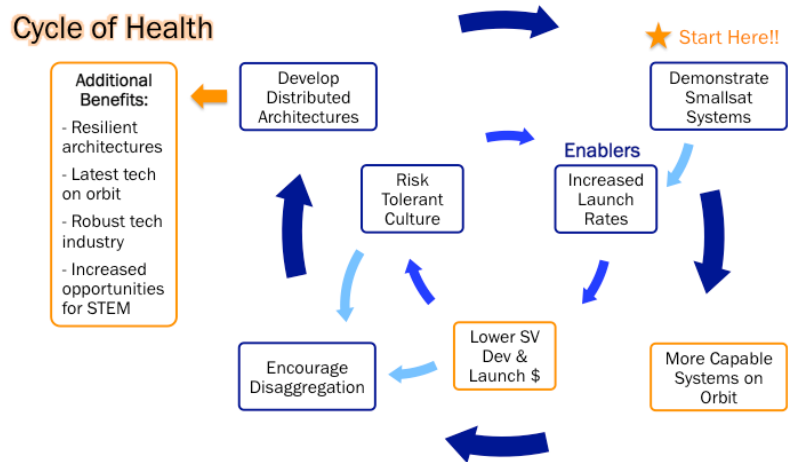 Cycle of Health
Start Here!!
Additional
Benefits:
- Resilient
architectures
- Latest tech
on orbit
- Robust tech
industry
- Increased
opportunities
for STEM
Develop
Distributed
Architectures
Demonstrate
Smallsat
Systems
Enablers
Risk
Tolerant
Culture
Increased
Launch
Rates
Encourage
Disaggregation
Lower SV
Dev &
Launch $
More Capable
Systems on
Orbit